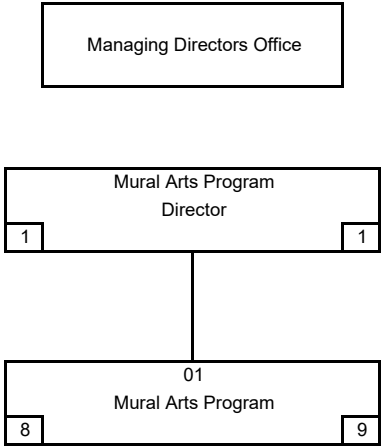 Managing Directors Office
Mural Arts Program
Director
1 1
01
Mural Arts Program
8 9